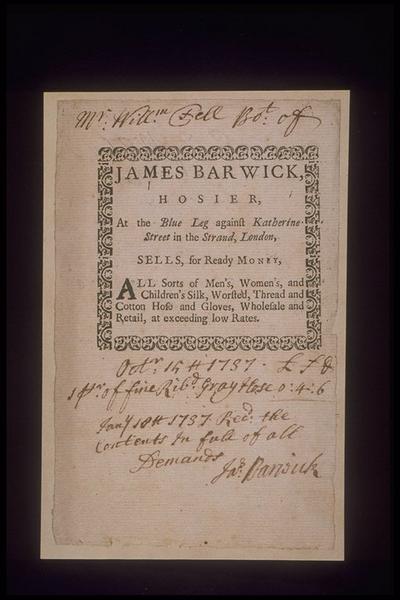 Mr. Willm Fell Bot. of
JAMES BARWICK,
HOSIER,
At the Blue Leg againſt Katherine-
Street in the Strand, London,
SELLS, for Ready MONEY,
ALL Sorts of Men's, Women's, and
Children's Silk, Worſted, Thread and
Cotton Hoſe and Gloves, Wholeſale and
Retail, at exceeding low Rates.
Octr. 14th 1737 £ s d
1 pr. of fine Ribd. Gray Hose 0:4:6
Jany 18th 1737 Recd. the
Contents in full of all
Demands
Jas. Barwick